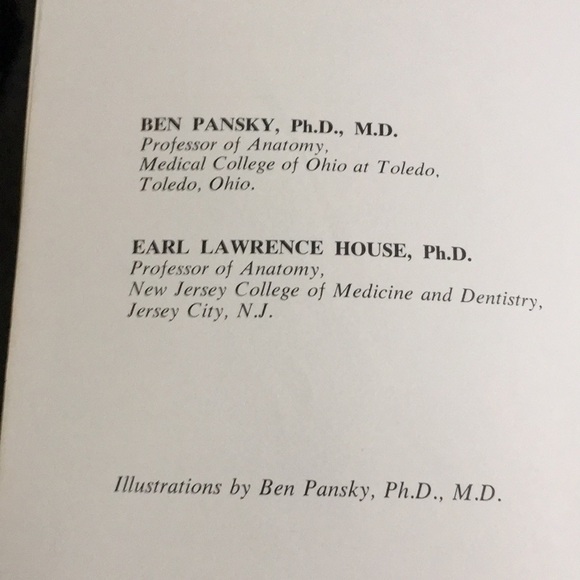 BEN PANSKY, Ph.D., M.D.
Professor of Anatomy,
Medical College of Ohio at Toledo,
Toledo, Ohio.
EARL LAWRENCE HOUSE, Ph.D.
Professor of Anatomy,
New Jersey College of Medicine and Dentistry,
Jersey City, N.J.
Illustrations by Ben Pansky, Ph.D., M.D.